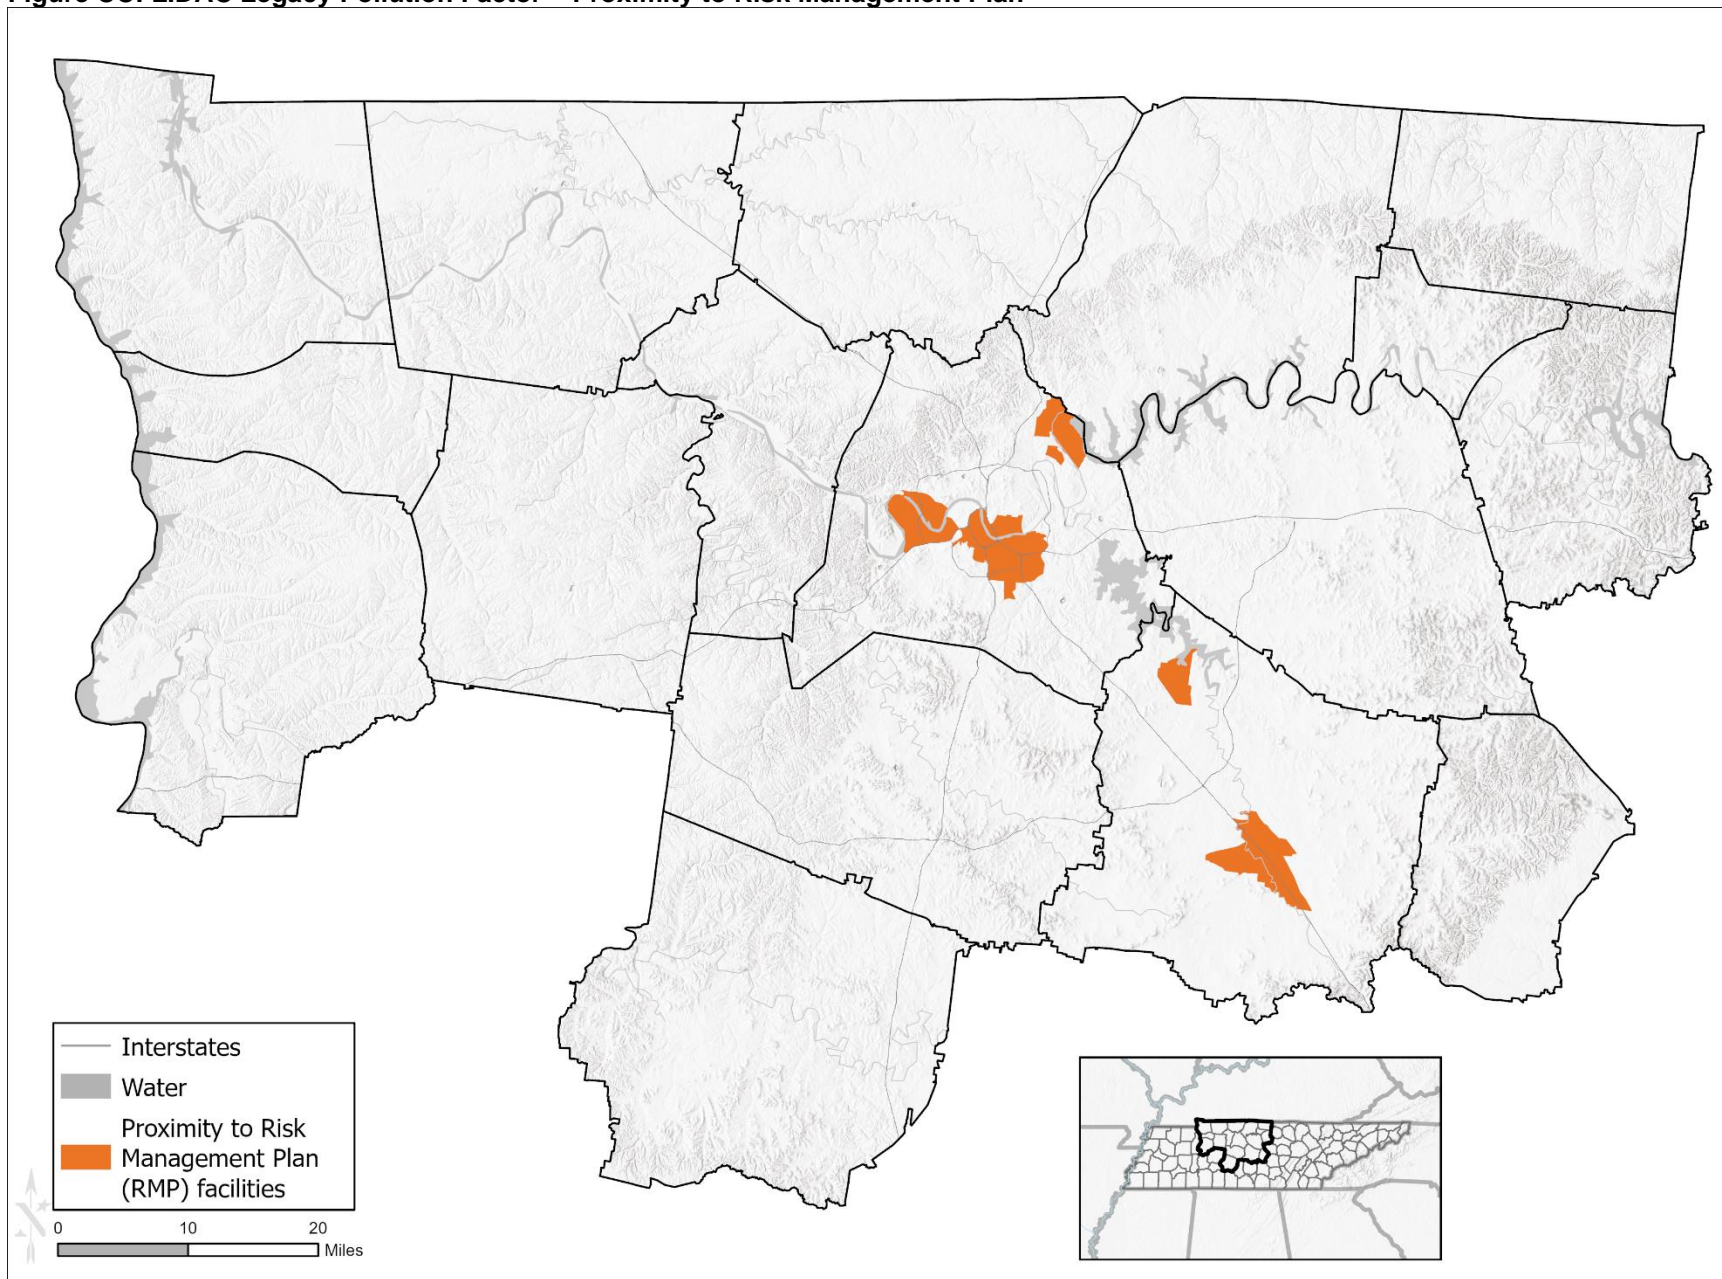 Interstates
Water
Proximity to Risk
Management Plan
(RMP) facilities
0 10 20
Miles